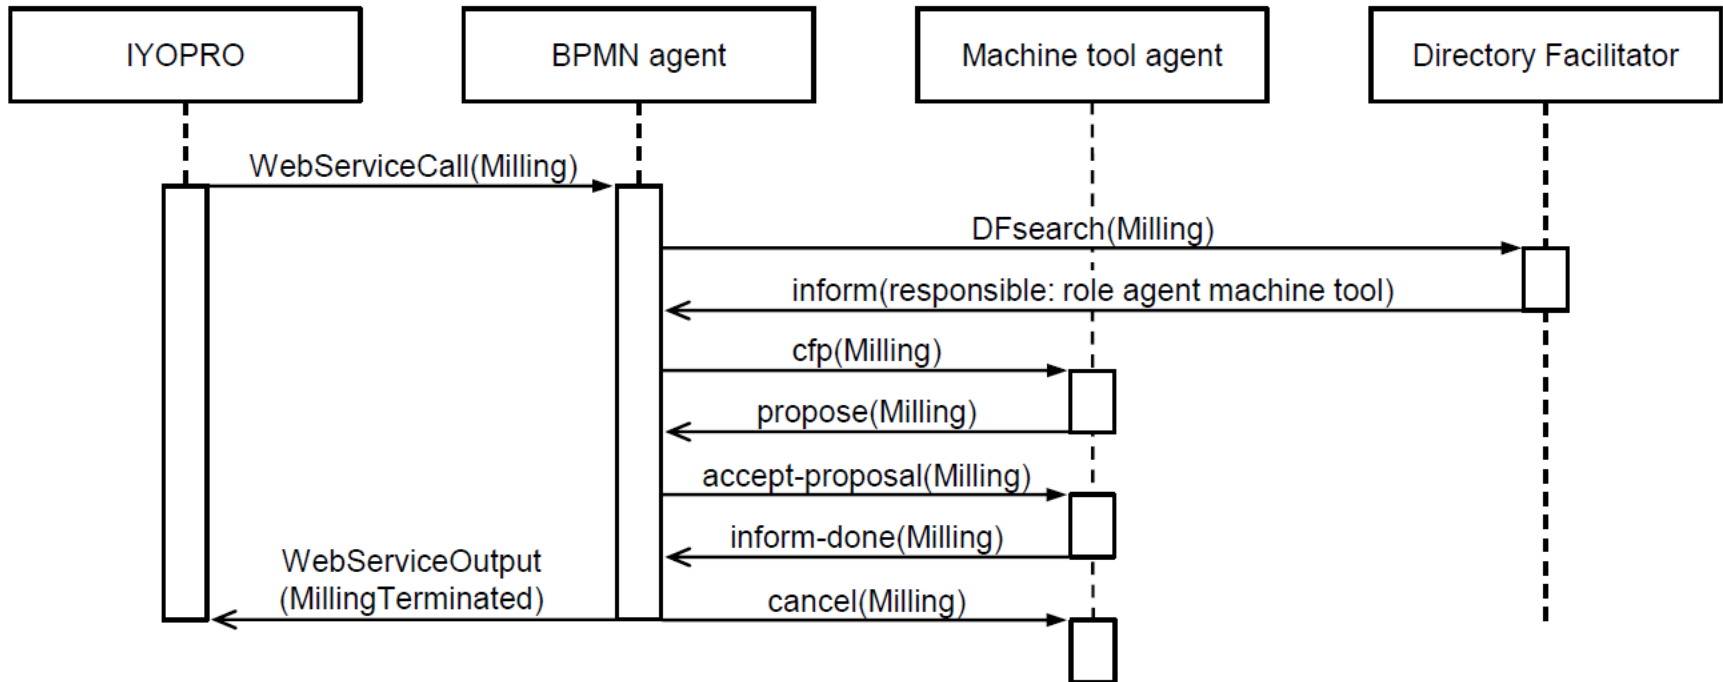 IYOPRO
BPMN agent
Machine tool agent
Directory Facilitator
WebServiceCall(Milling)
DFsearch(Milling)
inform(responsible: role agent machine tool)
cfp(Milling)
propose(Milling)
accept-proposal(Milling)
inform-done(Milling)
WebServiceOutput
(MillingTerminated)
cancel(Milling)